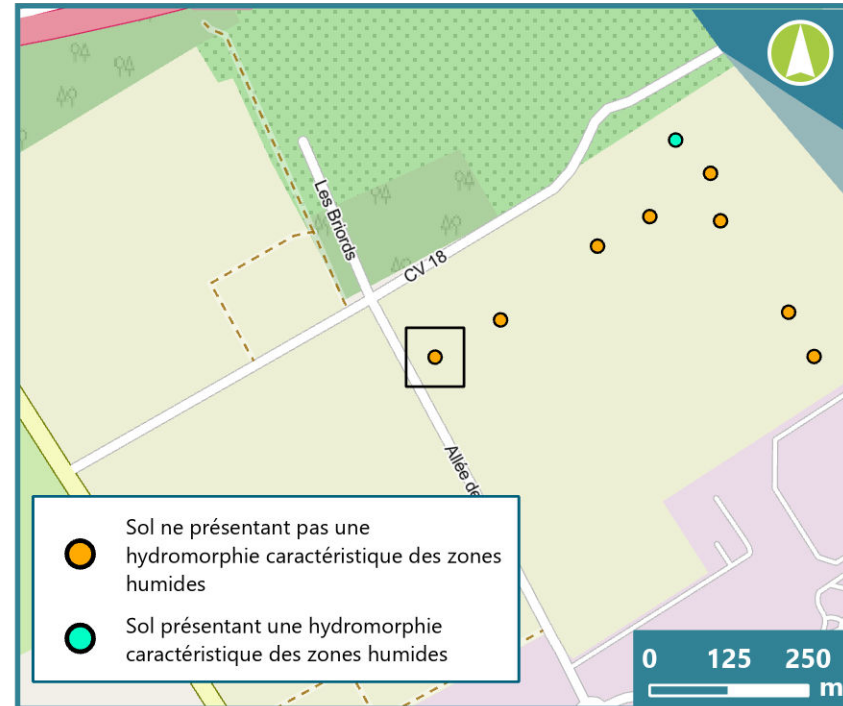 Les Briords
CV 18
Allée de
Sol ne présentant pas une
hydromorphie caractéristique des zones
humides
Sol présentant une hydromorphie
caractéristique des zones humides
0 125 250
m